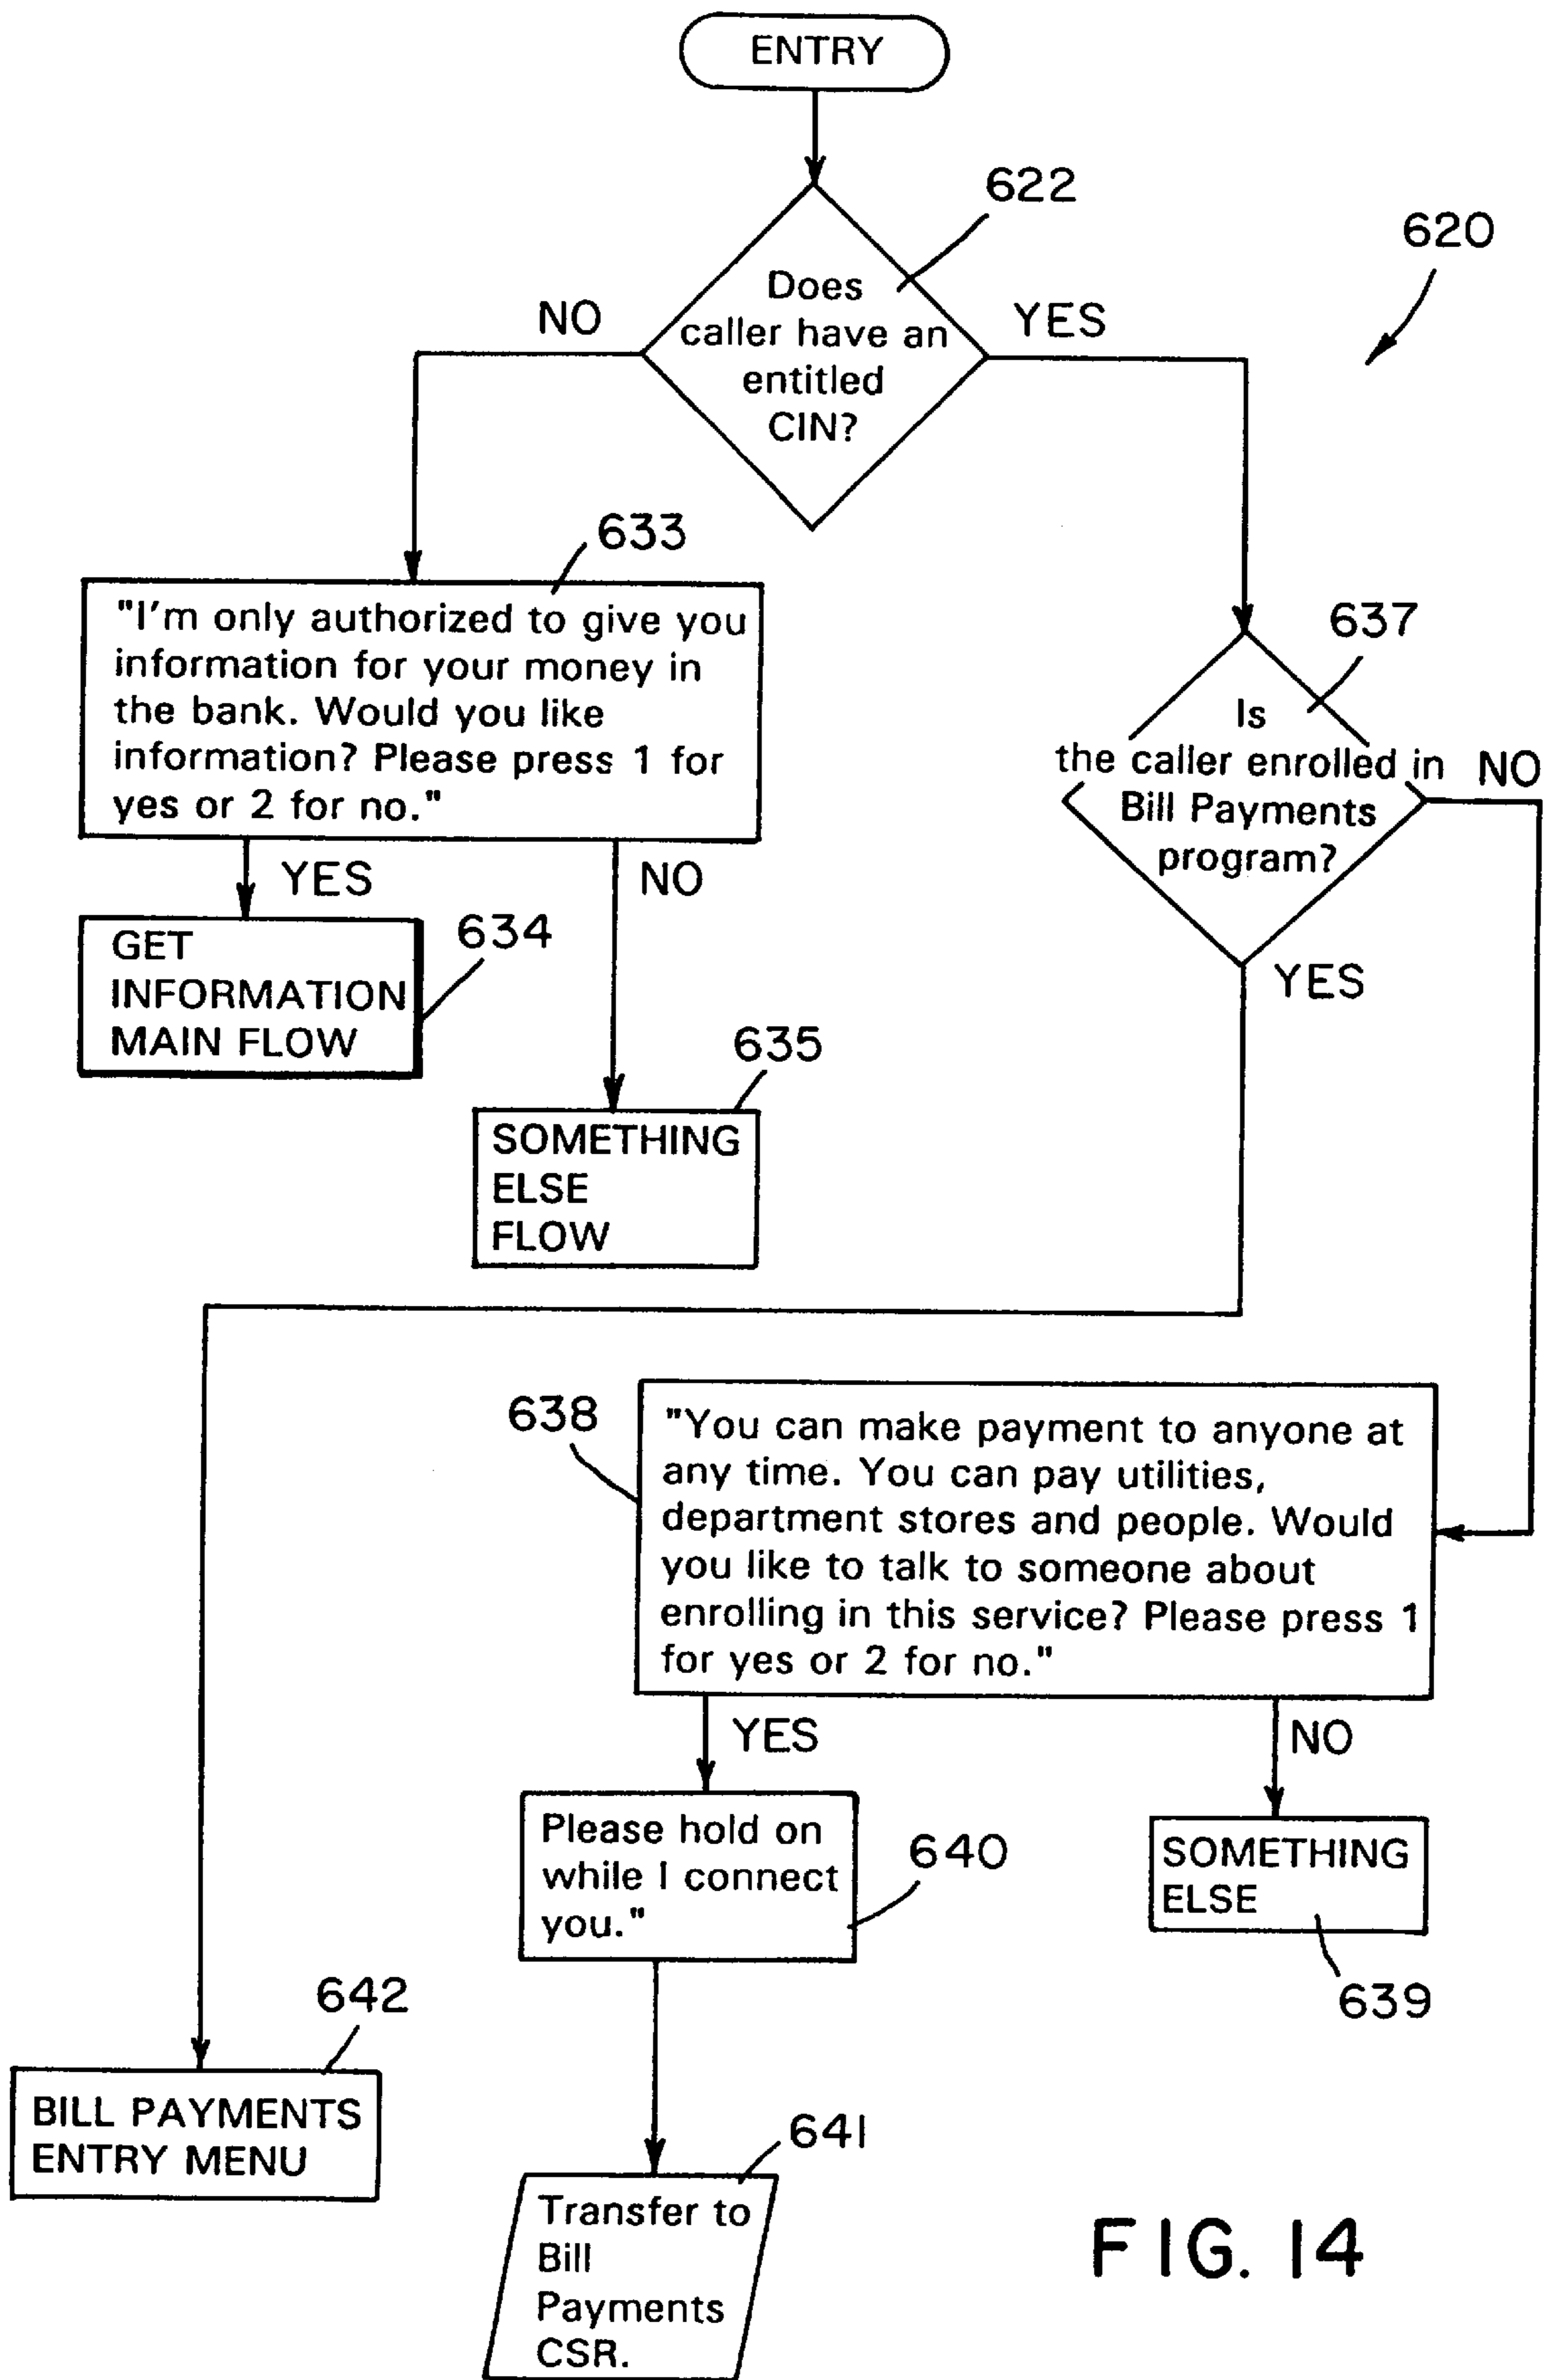 ENTRY
622
620
Does
caller have an
entitled
CIN?
NO
YES
633
"I'm only authorized to give you
information for your money in
the bank. Would you like
information? Please press 1 for
yes or 2 for no."
637
Is
the caller enrolled in
Bill Payments
program?
NO
YES
NO
YES
GET
INFORMATION
MAIN FLOW
634
635
SOMETHING
ELSE
FLOW
638
"You can make payment to anyone at
any time. You can pay utilities,
department stores and people. Would
you like to talk to someone about
enrolling in this service? Please press 1
for yes or 2 for no."
YES
NO
Please hold on
while I connect
you."
640
SOMETHING
ELSE
639
642
BILL PAYMENTS
ENTRY MENU
641
Transfer to
Bill
Payments
CSR.
FIG. 14